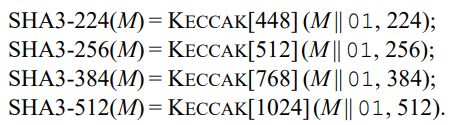 SHA3-224(M) = KECCAK[448] (M || 01, 224);
SHA3-256(M) = KECCAK[512] (M || 01, 256);
SHA3-384(M) = KECCAK[768] (M || 01, 384);
SHA3-512(M) = KECCAK[1024] (M || 01, 512).